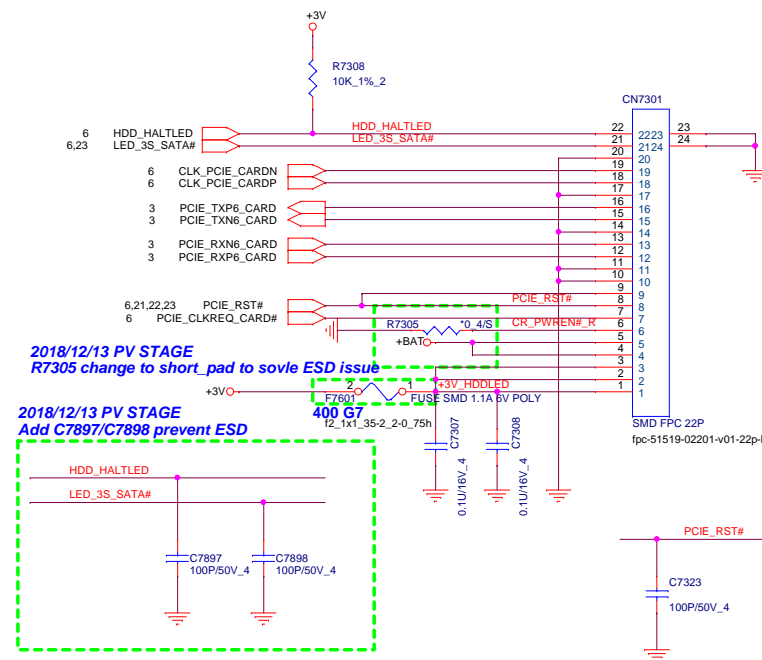 +3V
R7308
10K_1%_2
CN7301
6 HDD_HALTLED HDD_HALTLED 22 2223 23
6,23 LED_3S_SATA# LED_3S_SATA# 21 2124 24
20 20
6 CLK_PCIE_CARDN 19 19
6 CLK_PCIE_CARDP 18 18
17 17
3 PCIE_TXP6_CARD 16 16
3 PCIE_TXN6_CARD 15 15
14 14
3 PCIE_RXN6_CARD 13 13
3 PCIE_RXP6_CARD 12 12
11 11
10 10
9 9
6,21,22,23 PCIE_RST# PCIE_RST# 8 8
6 PCIE_CLKREQ_CARD# 7 7
R7305 *0_4/S CR_PWREN#_R 6 6
+BAT 5 5
4 4
3 3
2 2
+3V 2 1 +3V_HDDLED 1 1
2018/12/13 PV STAGE
R7305 change to short_pad to sovle ESD issue
F7601 FUSE SMD 1.1A 6V POLY
400 G7
f2_1x1_35-2_2-0_75h
SMD FPC 22P
fpc-51519-02201-v01-22p-
2018/12/13 PV STAGE
Add C7897/C7898 prevent ESD
C7307
0.1U/16V_4
C7308
0.1U/16V_4
HDD_HALTLED
LED_3S_SATA#
C7897
100P/50V_4
C7898
100P/50V_4
PCIE_RST#
C7323
100P/50V_4